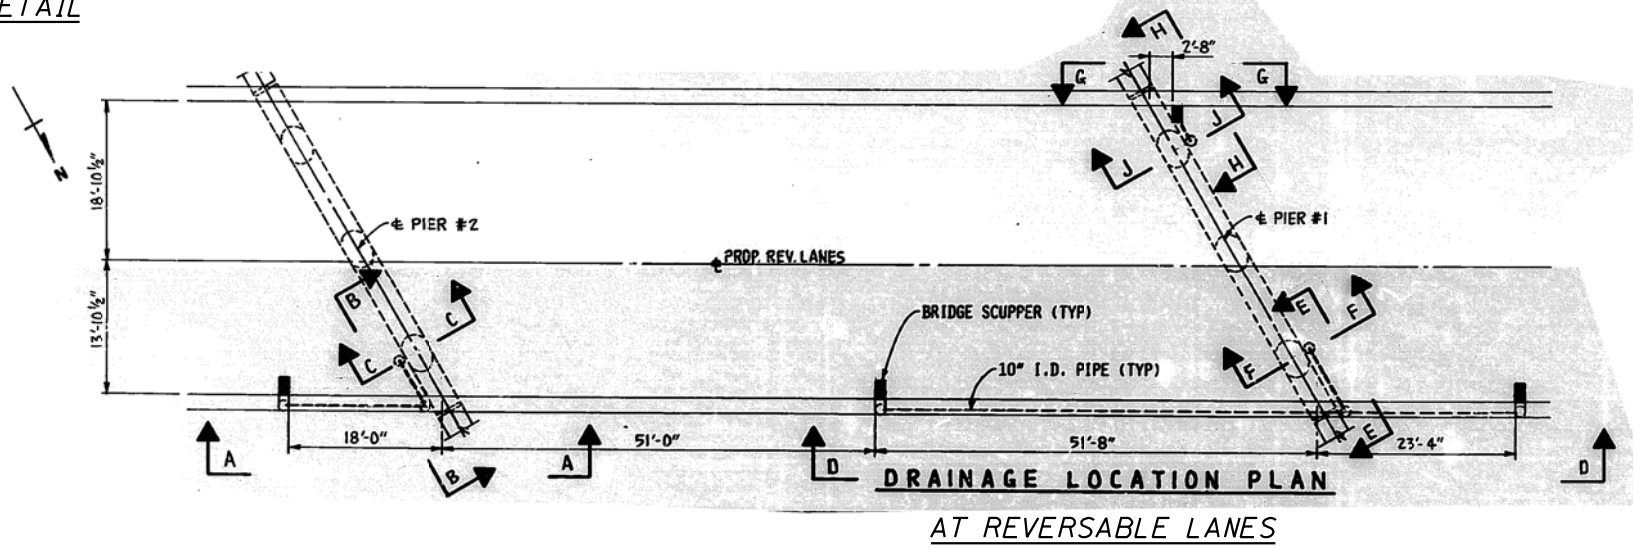 ETAIL
H
2'-8"
G
G
J
J
H
N
18'-10½"
℄ PIER #2
℄ PIER #1
℄ PROP. REV. LANES
13'-10½"
B
C
C
E
F
F
BRIDGE SCUPPER (TYP)
10" I.D. PIPE (TYP)
18'-0"
51'-0"
51'-8"
23'-4"
A
B
A
D
E
D
DRAINAGE LOCATION PLAN
AT REVERSABLE LANES